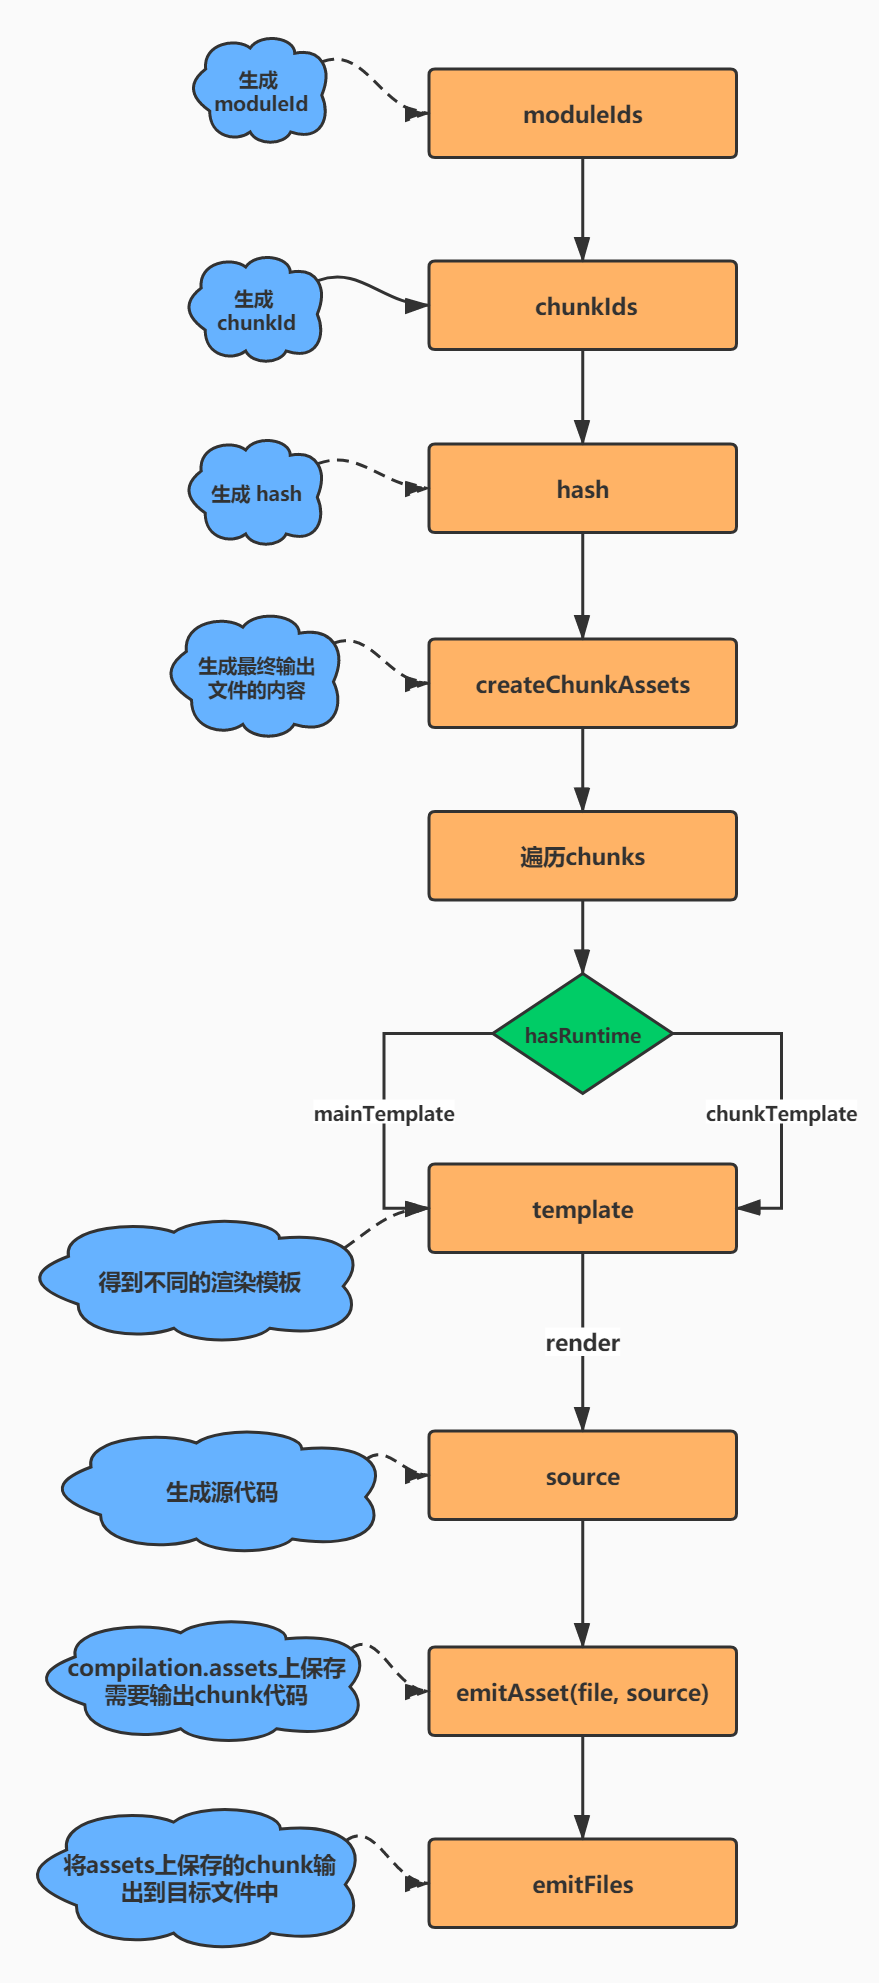 生成
moduleId
moduleIds
生成
chunkId
chunkIds
生成 hash
hash
生成最终输出
文件的内容
createChunkAssets
遍历chunks
hasRuntime
mainTemplate
chunkTemplate
template
得到不同的渲染模板
render
生成源代码
source
compilation.assets上保存
需要输出chunk代码
emitAsset(file, source)
将assets上保存的chunk输
出到目标文件中
emitFiles